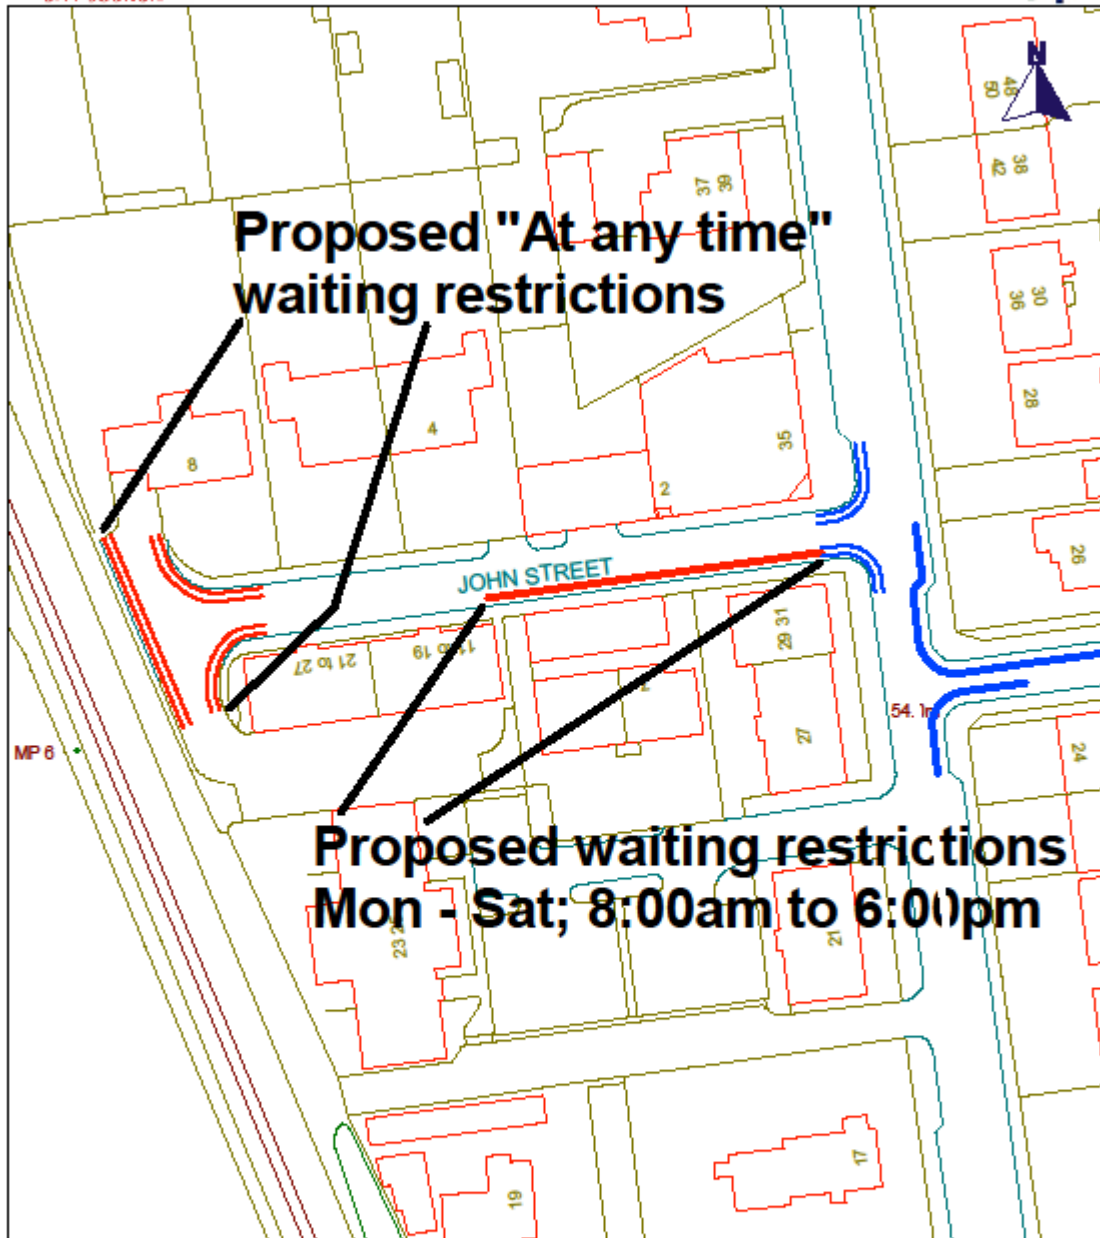 N
50
48
42
38
37
39
Proposed "At any time"
waiting restrictions
36
30
28
4
8
35
2
26
JOHN STREET
29 31
21 to 27
11 to 19
27
54.1m
24
MP 6
Proposed waiting restrictions
Mon - Sat; 8:00am to 6:00pm
21
17
19